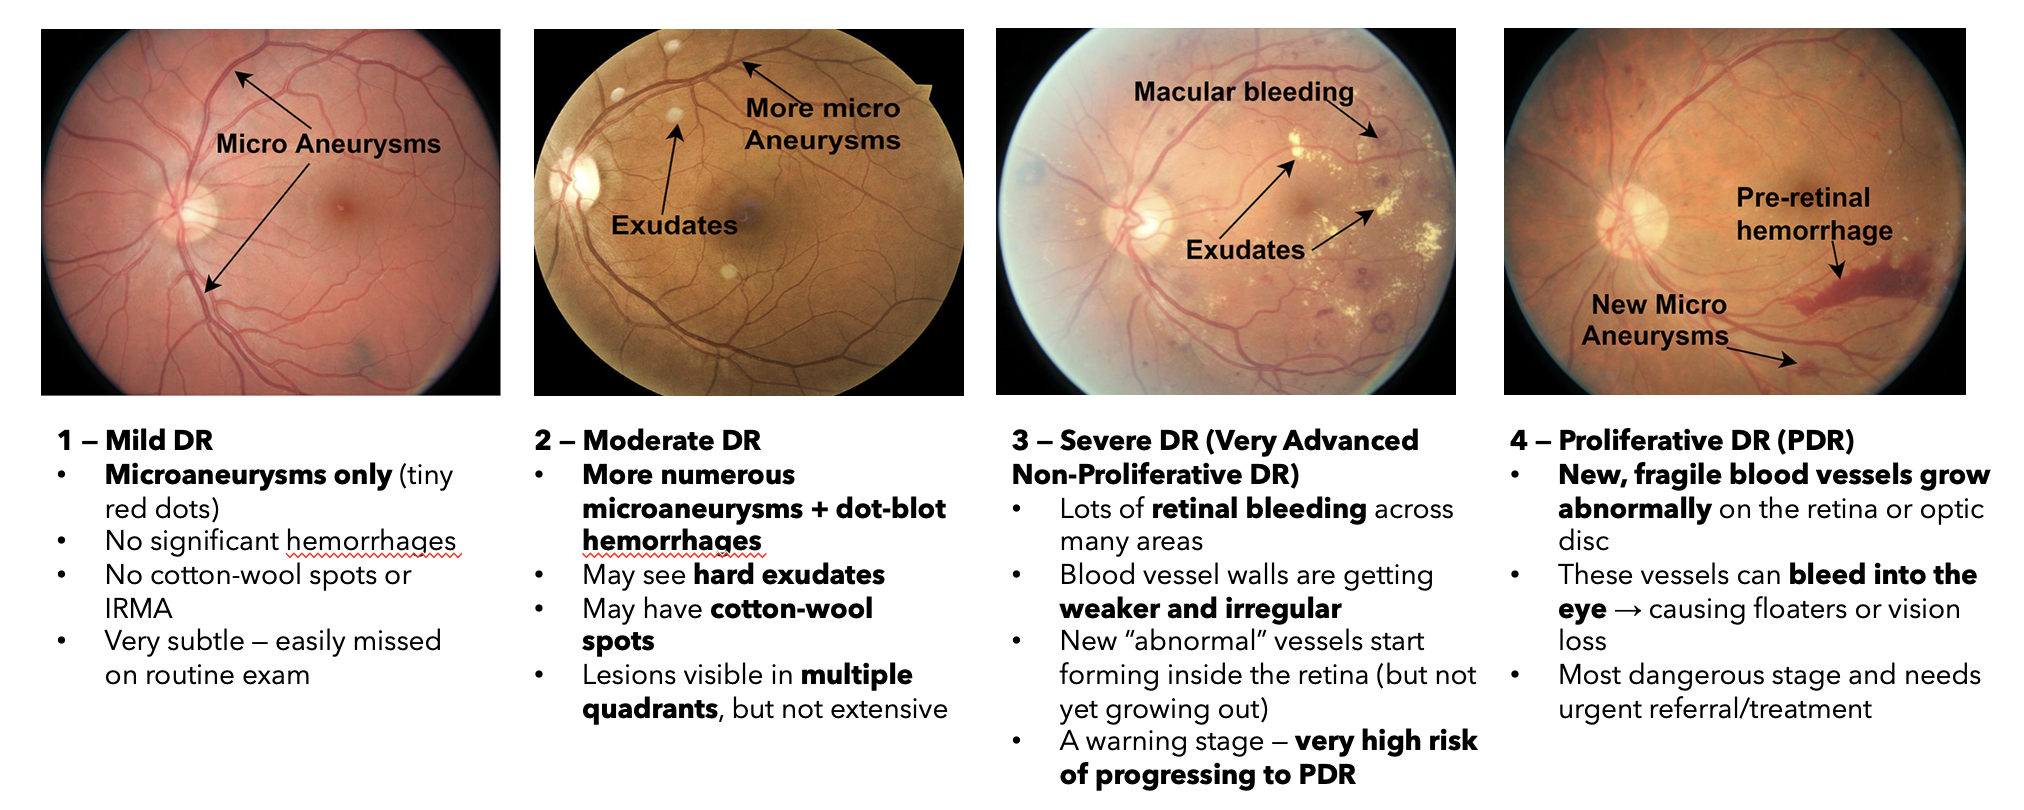 Micro Aneurysms
More micro
Aneurysms
Exudates
Macular bleeding
Exudates
Pre-retinal
hemorrhage
New Micro
Aneurysms
1 – Mild DR
• Microaneurysms only (tiny
red dots)
• No significant hemorrhages
• No cotton-wool spots or
IRMA
• Very subtle – easily missed
on routine exam
2 – Moderate DR
• More numerous
microaneurysms + dot-blot
hemorrhages
• May see hard exudates
• May have cotton-wool
spots
• Lesions visible in multiple
quadrants, but not extensive
3 – Severe DR (Very Advanced
Non-Proliferative DR)
• Lots of retinal bleeding across
many areas
• Blood vessel walls are getting
weaker and irregular
• New “abnormal” vessels start
forming inside the retina (but not
yet growing out)
• A warning stage – very high risk
of progressing to PDR
4 – Proliferative DR (PDR)
• New, fragile blood vessels grow
abnormally on the retina or optic
disc
• These vessels can bleed into the
eye → causing floaters or vision
loss
• Most dangerous stage and needs
urgent referral/treatment